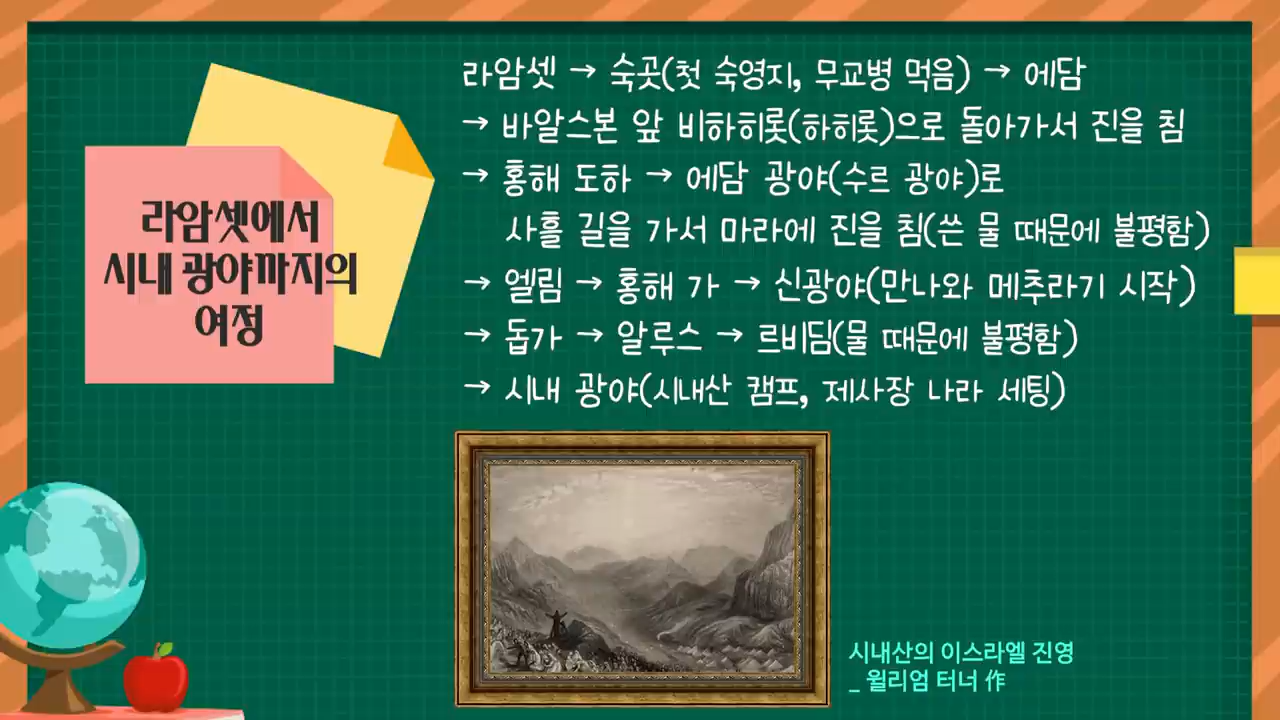 라암셋에서
시내 광야까지의
여정
라암셋 → 숙곳(첫 숙영지, 무교병 먹음) → 에담
→ 바알스본 앞 비하히롯(하히롯)으로 돌아가서 진을 침
→ 홍해 도하 → 에담 광야(수르 광야)로
사흘 길을 가서 마라에 진을 침(쓴 물 때문에 불평함)
→ 엘림 → 홍해 가 → 신광야(만나와 메추라기 시작)
→ 돕가 → 알루스 → 르비딤(물 때문에 불평함)
→ 시내 광야(시내산 캠프, 제사장 나라 세팅)
시내산의 이스라엘 진영
_ 윌리엄 터너 作